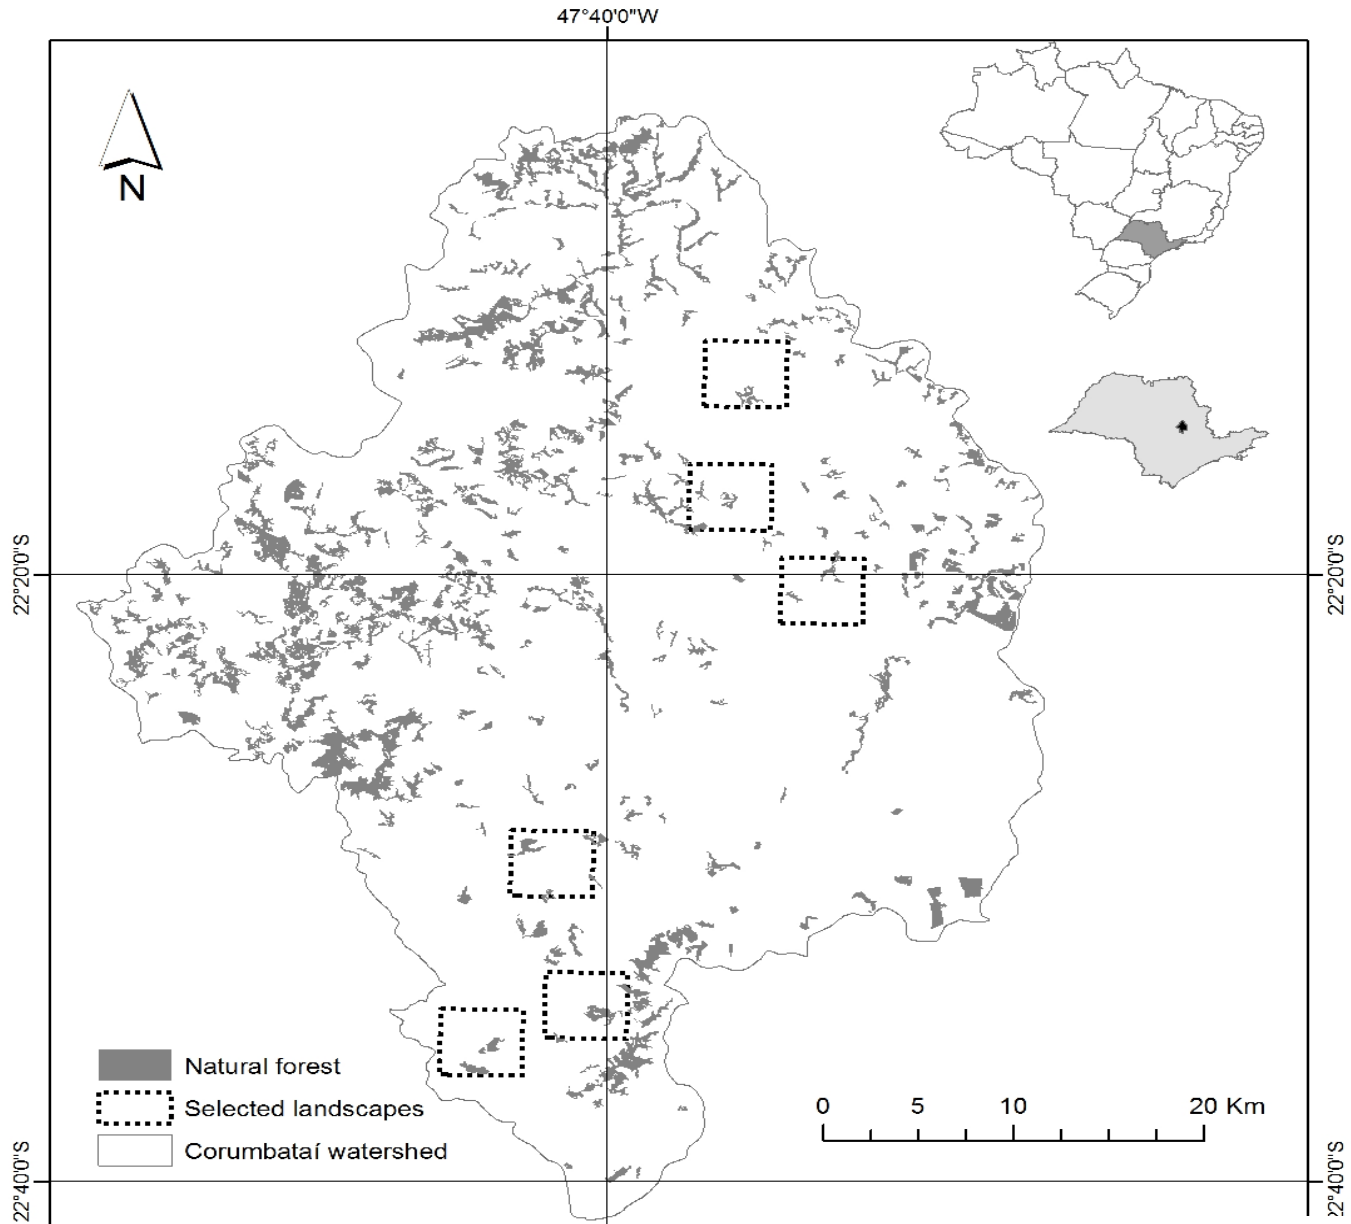 47°40'0"W
N
22°20'0"S
22°20'0"S
Natural forest
Selected landscapes
Corumbataí watershed
0 5 10 20 Km
22°40'0"S
22°40'0"S